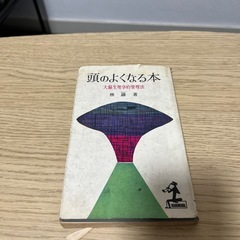 頭のよくなる本
大脳生理学的管理法
林 髞 著